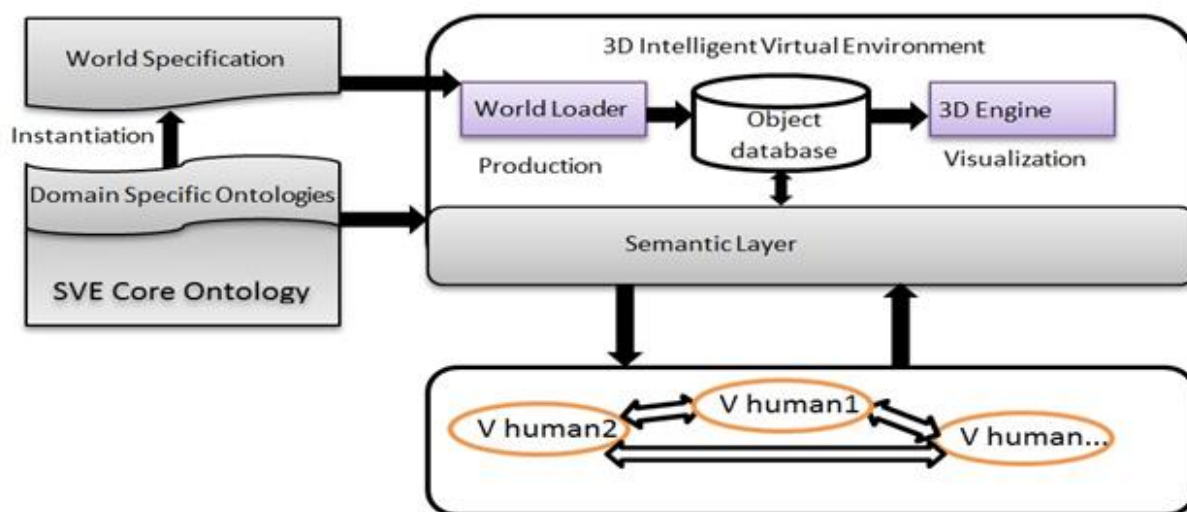 World Specification
Instantiation
Domain Specific Ontologies
SVE Core Ontology
3D Intelligent Virtual Environment
World Loader
Object
database
3D Engine
Production
Visualization
Semantic Layer
V human1
V human2
V human...